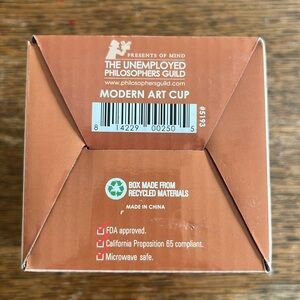 PRESENTS OF MIND
THE UNEMPLOYED
PHILOSOPHERS GUILD
www.philosophersguild.com
MODERN ART CUP
8 14229 00250 5
#5193
BOX MADE FROM
RECYCLED MATERIALS
MADE IN CHINA
FDA approved.
California Proposition 65 compliant.
Microwave safe.